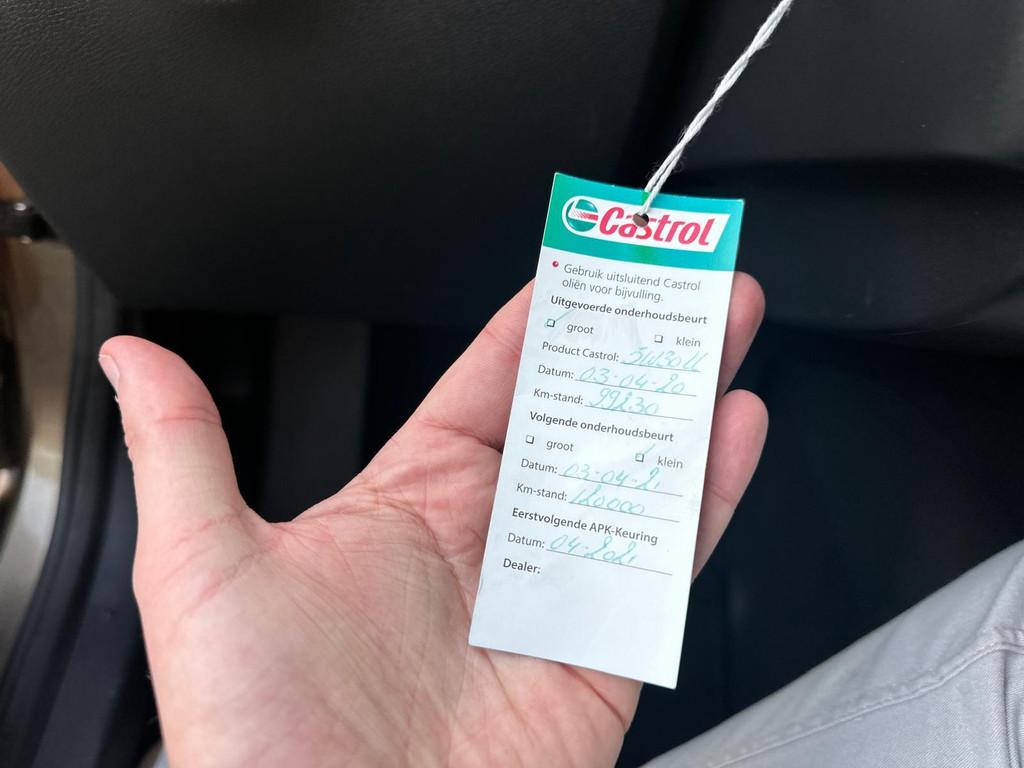 Castrol
Gebruik uitsluitend Castrol
oliën voor bijvulling.
Uitgevoerde onderhoudsbeurt
groot klein
Product Castrol: 5W30LL
Datum: 03-04-20
Km-stand: 99230
Volgende onderhoudsbeurt
groot klein
Datum: 03-04-21
Km-stand: 120000
Eerstvolgende APK-Keuring
Datum: 04-2021
Dealer: